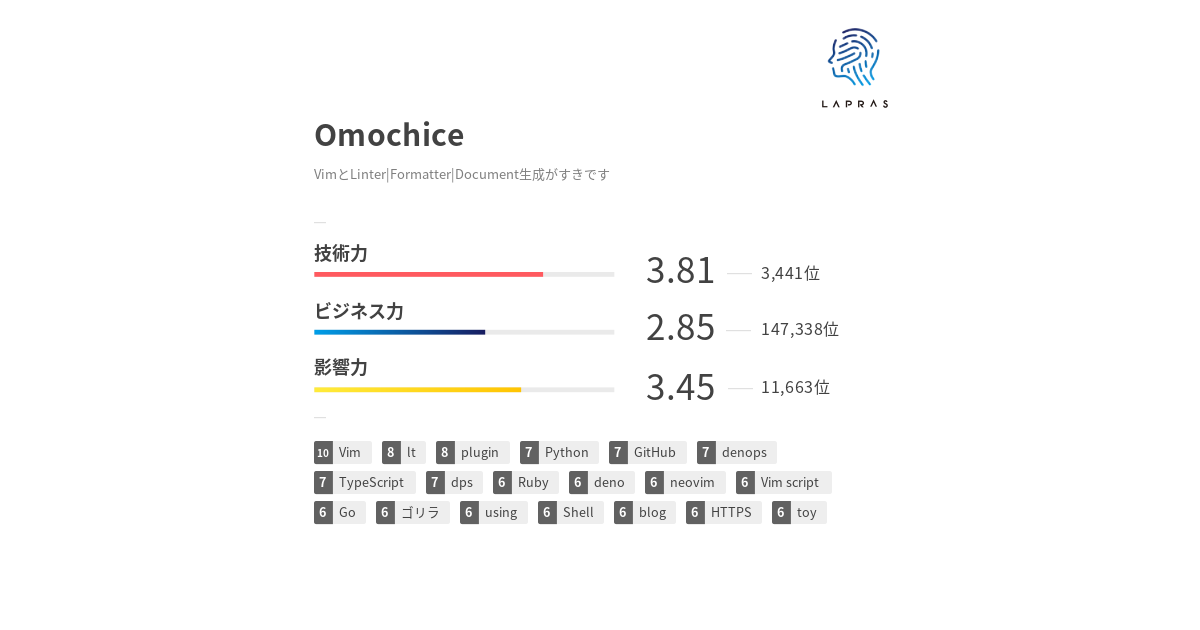 LAPRAS
Omochice
VimとLinter|Formatter|Document生成がすきです
技術力
3.81 3,441位
ビジネス力
2.85 147,338位
影響力
3.45 11,663位
10 Vim 8 lt 8 plugin 7 Python 7 GitHub 7 denops
7 TypeScript 7 dps 6 Ruby 6 deno 6 neovim 6 Vim script
6 Go 6 ゴリラ 6 using 6 Shell 6 blog 6 HTTPS 6 toy